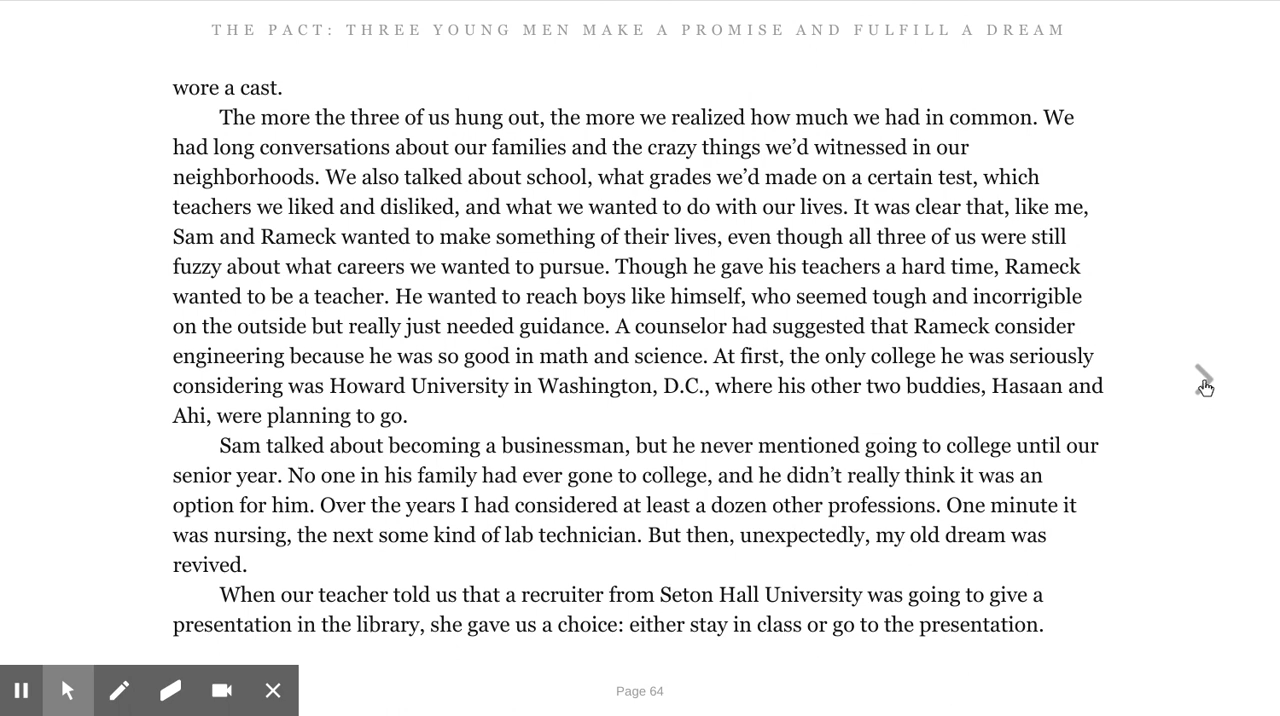 THE PACT: THREE YOUNG MEN MAKE A PROMISE AND FULFILL A DREAM
wore a cast.
The more the three of us hung out, the more we realized how much we had in common. We
had long conversations about our families and the crazy things we’d witnessed in our
neighborhoods. We also talked about school, what grades we’d made on a certain test, which
teachers we liked and disliked, and what we wanted to do with our lives. It was clear that, like me,
Sam and Rameck wanted to make something of their lives, even though all three of us were still
fuzzy about what careers we wanted to pursue. Though he gave his teachers a hard time, Rameck
wanted to be a teacher. He wanted to reach boys like himself, who seemed tough and incorrigible
on the outside but really just needed guidance. A counselor had suggested that Rameck consider
engineering because he was so good in math and science. At first, the only college he was seriously
considering was Howard University in Washington, D.C., where his other two buddies, Hasaan and
Ahi, were planning to go.
Sam talked about becoming a businessman, but he never mentioned going to college until our
senior year. No one in his family had ever gone to college, and he didn’t really think it was an
option for him. Over the years I had considered at least a dozen other professions. One minute it
was nursing, the next some kind of lab technician. But then, unexpectedly, my old dream was
revived.
When our teacher told us that a recruiter from Seton Hall University was going to give a
presentation in the library, she gave us a choice: either stay in class or go to the presentation.
Page 64